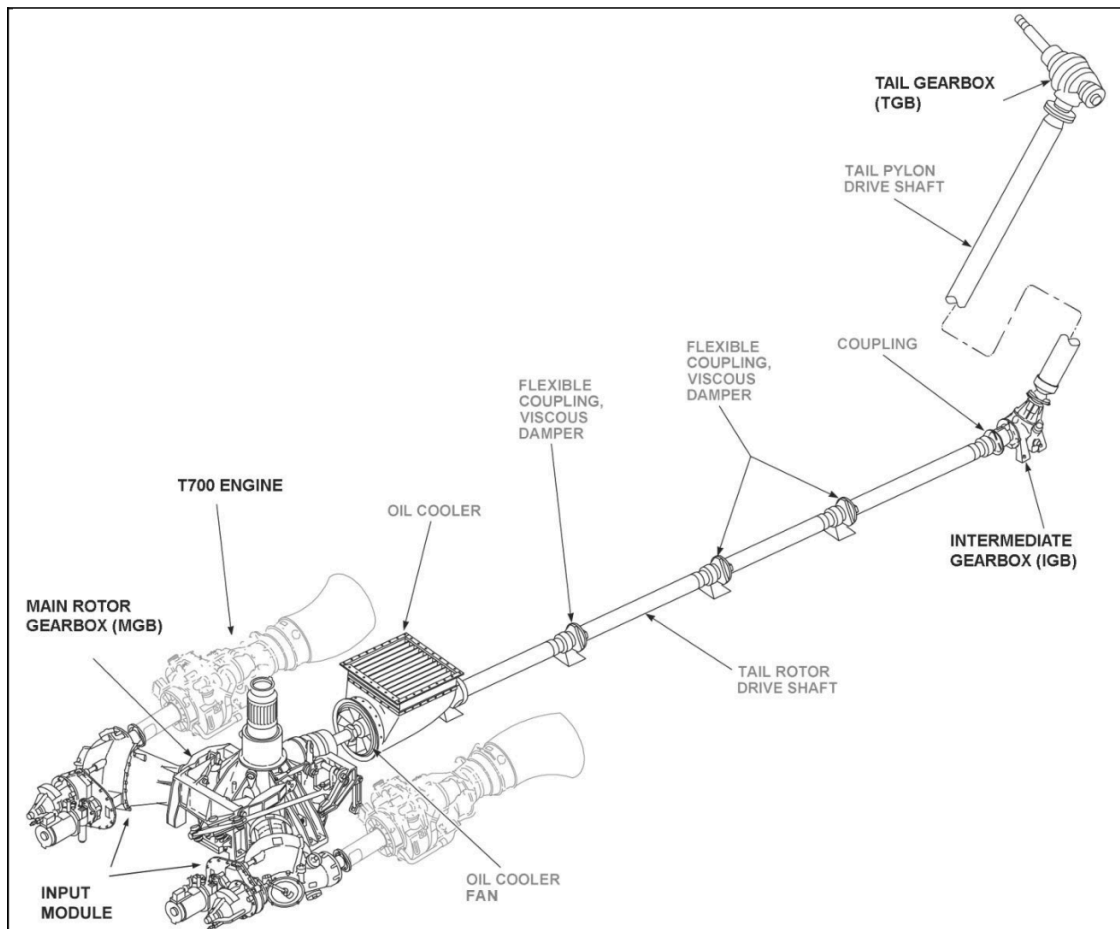 TAIL GEARBOX
(TGB)
TAIL PYLON
DRIVE SHAFT
COUPLING
FLEXIBLE
COUPLING,
VISCOUS
DAMPER
FLEXIBLE
COUPLING,
VISCOUS
DAMPER
T700 ENGINE
OIL COOLER
INTERMEDIATE
GEARBOX (IGB)
MAIN ROTOR
GEARBOX (MGB)
TAIL ROTOR
DRIVE SHAFT
OIL COOLER
FAN
INPUT
MODULE